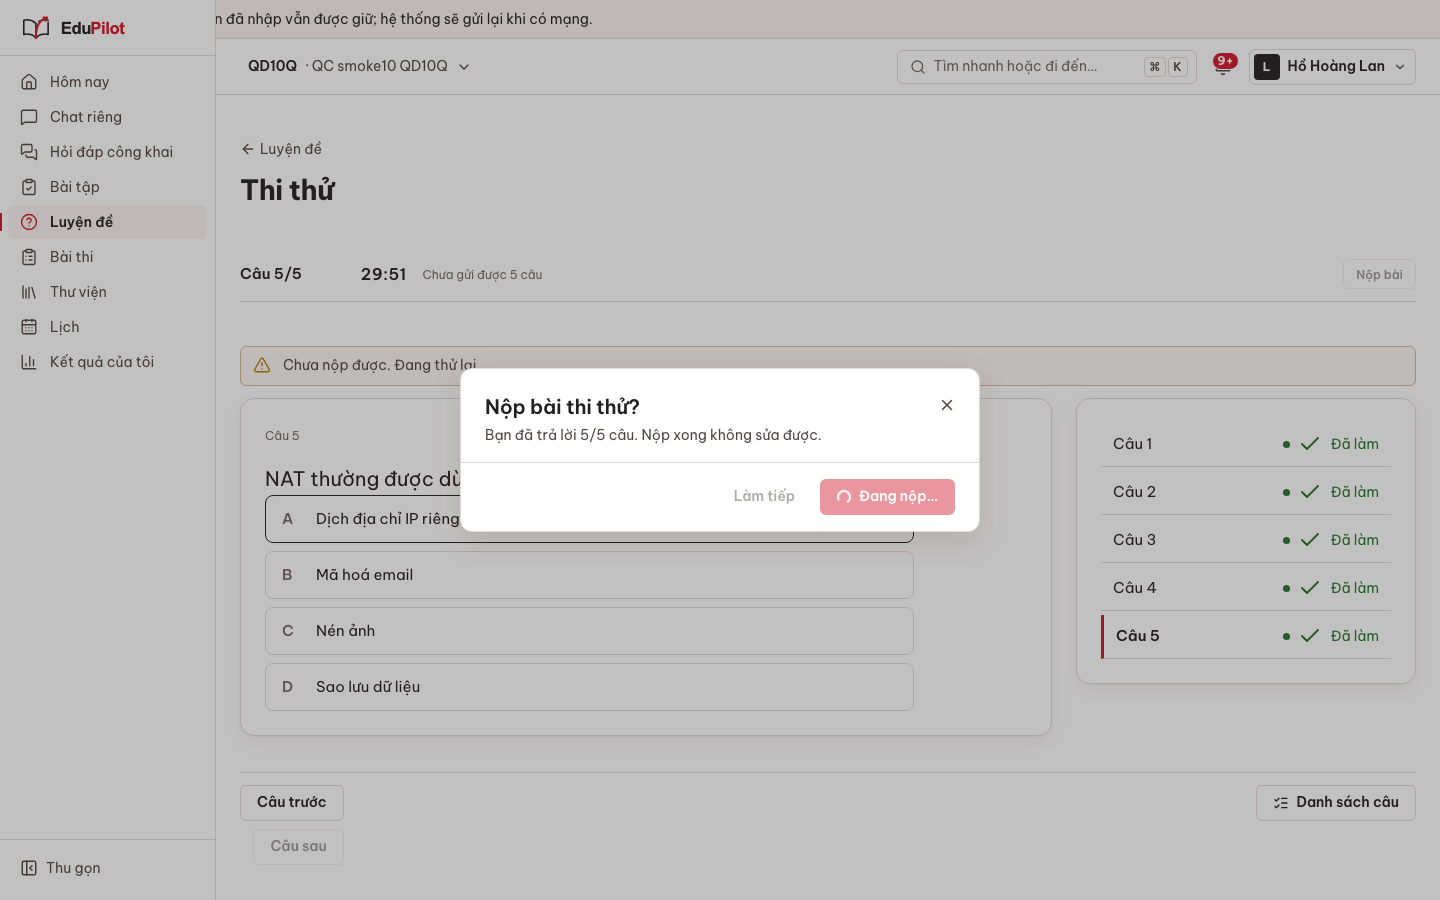 EduPilot
n đã nhập vẫn được giữ; hệ thống sẽ gửi lại khi có mạng.
QD10Q · QC smoke10 QD10Q
Tìm nhanh hoặc đi đến...
⌘ K
9+
L
Hồ Hoàng Lan
Hôm nay
Chat riêng
Hỏi đáp công khai
Bài tập
Luyện đề
Bài thi
Thư viện
Lịch
Kết quả của tôi
Thu gọn
Luyện đề
Thi thử
Câu 5/5
29:51
Chưa gửi được 5 câu
Nộp bài
Chưa nộp được. Đang thử lại
Nộp bài thi thử?
Bạn đã trả lời 5/5 câu. Nộp xong không sửa được.
Làm tiếp
Đang nộp...
Câu 5
NAT thường được dù
A Dịch địa chỉ IP riêng
B Mã hoá email
C Nén ảnh
D Sao lưu dữ liệu
Câu 1 Đã làm
Câu 2 Đã làm
Câu 3 Đã làm
Câu 4 Đã làm
Câu 5 Đã làm
Câu trước
Danh sách câu
Câu sau